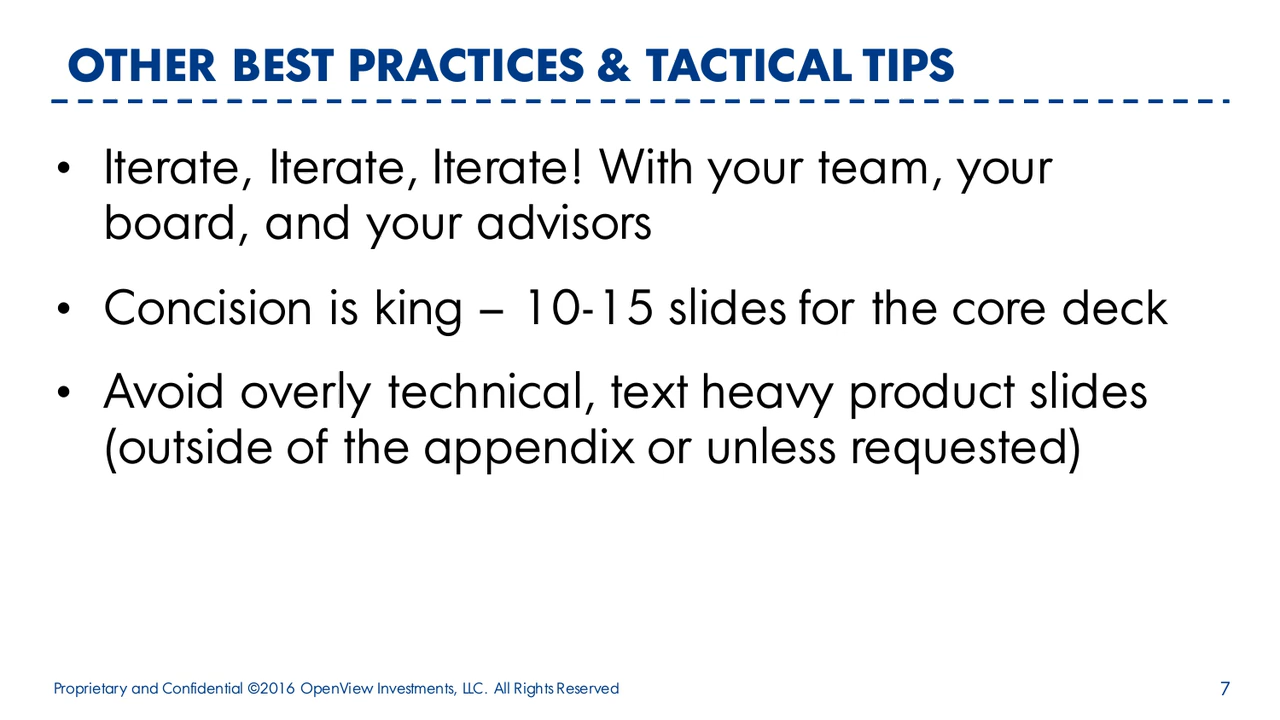 OTHER BEST PRACTICES & TACTICAL TIPS
• Iterate, Iterate, Iterate! With your team, your
board, and your advisors
• Concision is king – 10-15 slides for the core deck
• Avoid overly technical, text heavy product slides
(outside of the appendix or unless requested)
Proprietary and Confidential ©2016 OpenView Investments, LLC. All Rights Reserved
7